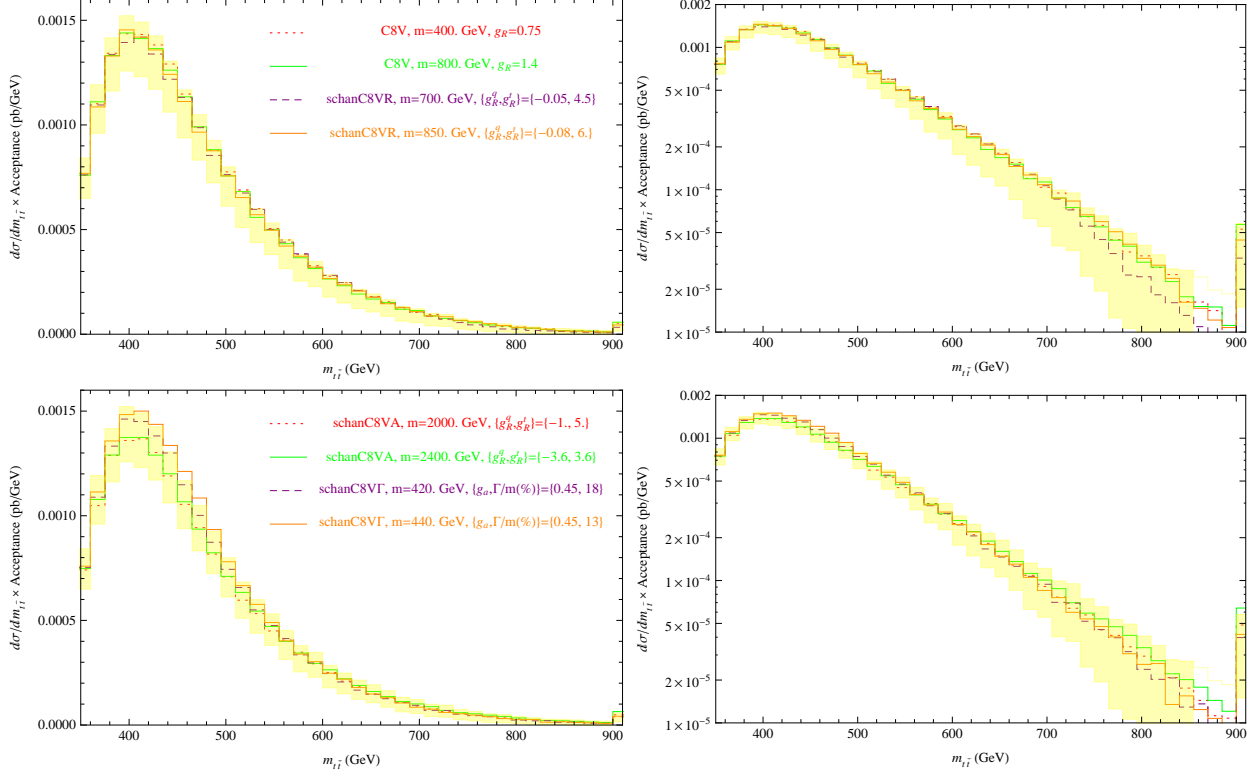 0.0015
0.0010
0.0005
0.0000
dσ/dm_{t t̄} × Acceptance (pb/GeV)
C8V, m=400. GeV, g_R=0.75
C8V, m=800. GeV, g_R=1.4
schanC8VR, m=700. GeV, {g_R^q,g_R^t}={−0.05, 4.5}
schanC8VR, m=850. GeV, {g_R^q,g_R^t}={−0.08, 6.}
400 500 600 700 800 900
m_{t t̄} (GeV)
0.002
0.001
5×10⁻⁴
2×10⁻⁴
1×10⁻⁴
5×10⁻⁵
2×10⁻⁵
1×10⁻⁵
dσ/dm_{t t̄} × Acceptance (pb/GeV)
400 500 600 700 800 900
m_{t t̄} (GeV)
0.0015
0.0010
0.0005
0.0000
dσ/dm_{t t̄} × Acceptance (pb/GeV)
schanC8VA, m=2000. GeV, {g_R^q,g_R^t}={−1., 5.}
schanC8VA, m=2400. GeV, {g_R^q,g_R^t}={−3.6, 3.6}
schanC8VΓ, m=420. GeV, {g_a,Γ/m(%)}={0.45, 18}
schanC8VΓ, m=440. GeV, {g_a,Γ/m(%)}={0.45, 13}
400 500 600 700 800 900
m_{t t̄} (GeV)
0.002
0.001
5×10⁻⁴
2×10⁻⁴
1×10⁻⁴
5×10⁻⁵
2×10⁻⁵
1×10⁻⁵
dσ/dm_{t t̄} × Acceptance (pb/GeV)
400 500 600 700 800 900
m_{t t̄} (GeV)